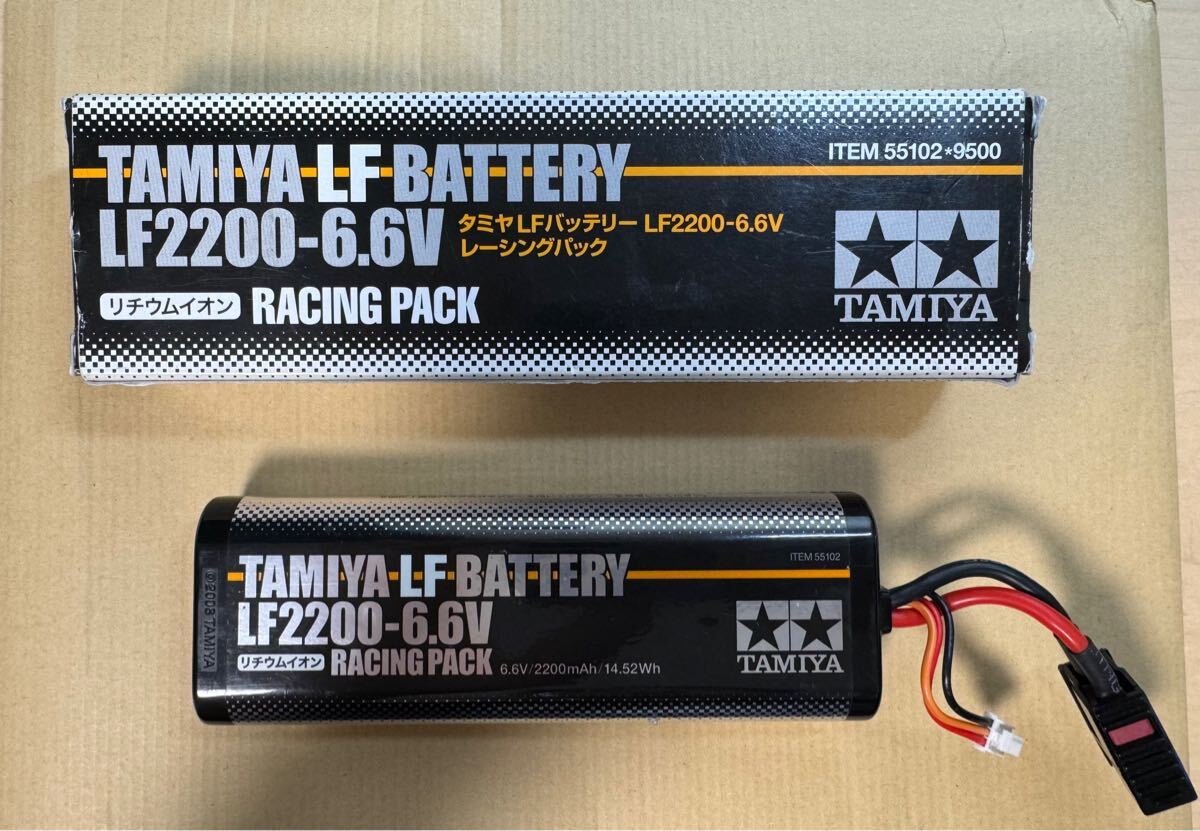 TAMIYA LF BATTERY
ITEM 55102*9500
LF2200-6.6V
タミヤLFバッテリー LF2200-6.6V
レーシングパック
リチウムイオン RACING PACK
TAMIYA
TAMIYA LF BATTERY
ITEM 55102
LF2200-6.6V
リチウムイオン RACING PACK 6.6V/2200mAh/14.52Wh
TAMIYA
©2008 TAMIYA